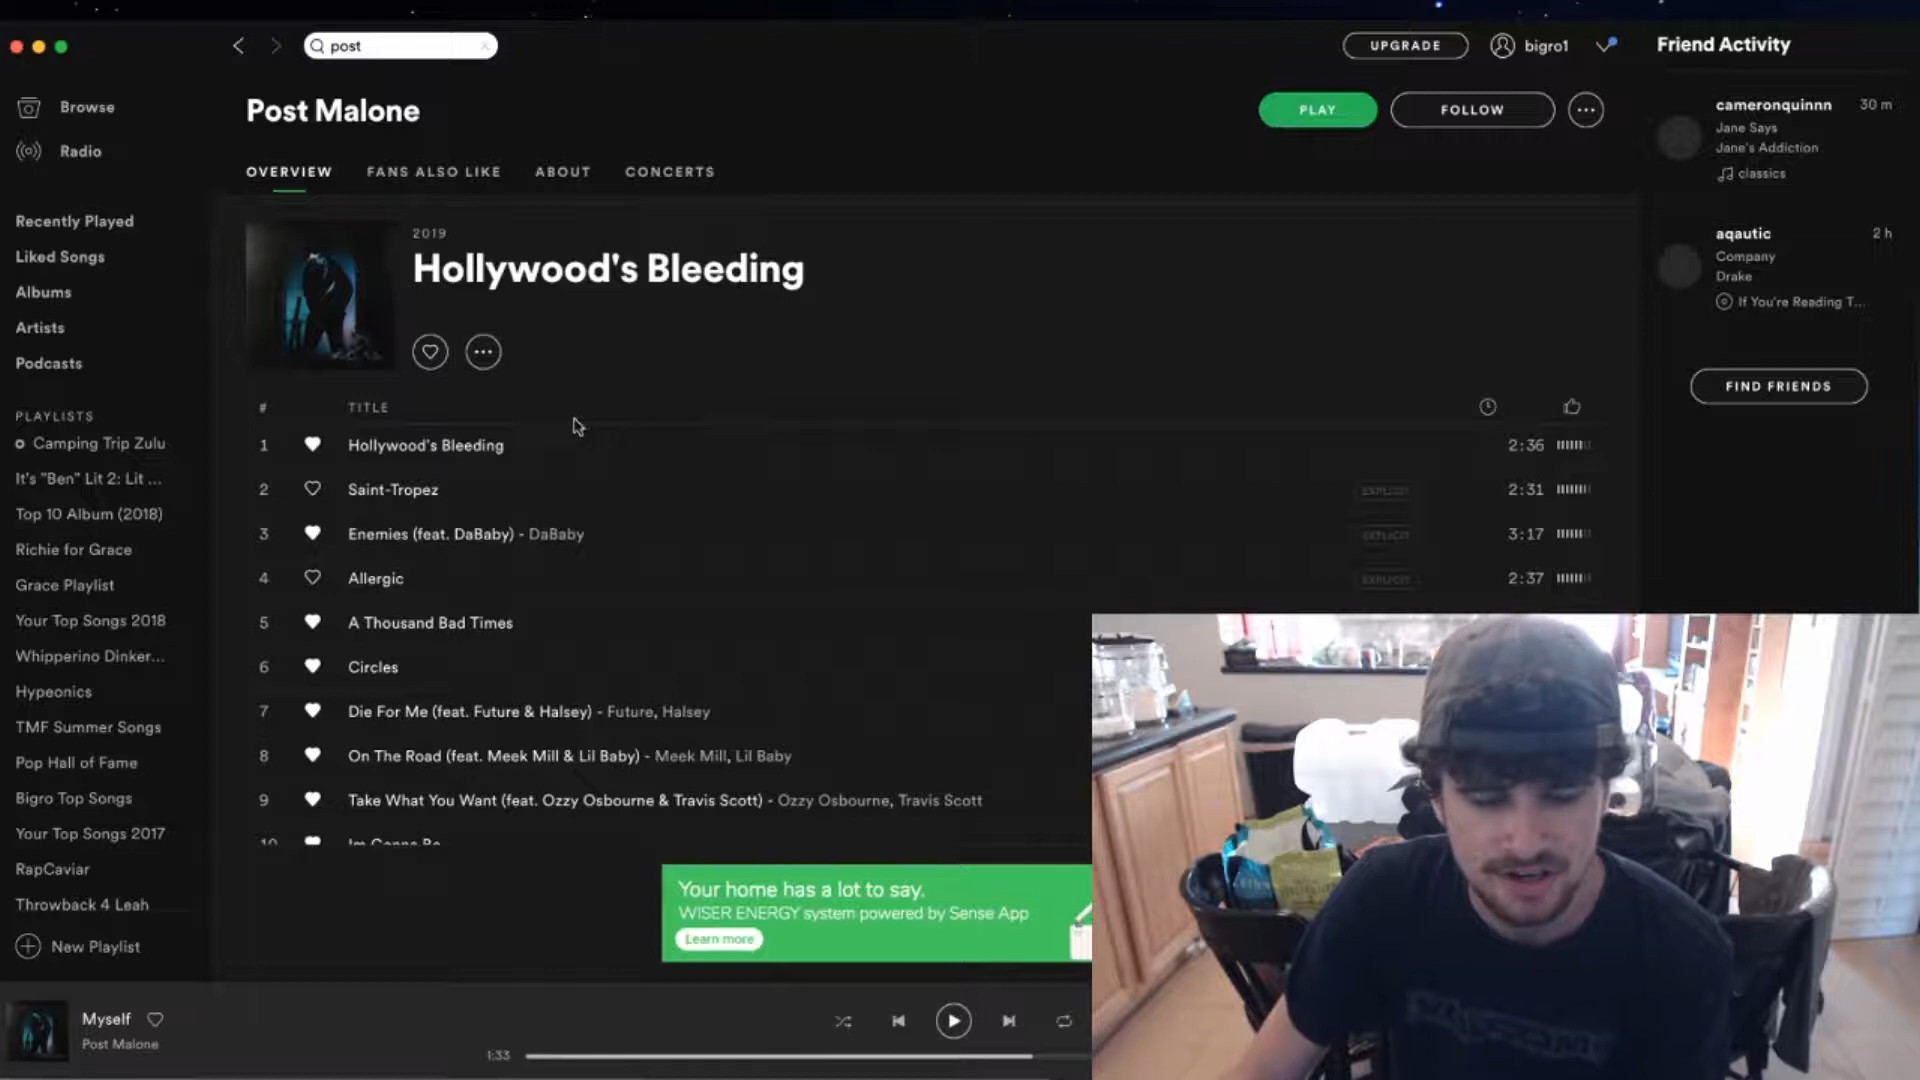 post
UPGRADE
bigro1
Friend Activity
Browse
Radio
Recently Played
Liked Songs
Albums
Artists
Podcasts
PLAYLISTS
Camping Trip Zulu
It's "Ben" Lit 2: Lit ...
Top 10 Album (2018)
Richie for Grace
Grace Playlist
Your Top Songs 2018
Whipperino Dinker...
Hypeonics
TMF Summer Songs
Pop Hall of Fame
Bigro Top Songs
Your Top Songs 2017
RapCaviar
Throwback 4 Leah
New Playlist
Post Malone
PLAY
FOLLOW
OVERVIEW
FANS ALSO LIKE
ABOUT
CONCERTS
2019
Hollywood's Bleeding
# TITLE
1 Hollywood's Bleeding 2:36
2 Saint-Tropez EXPLICIT 2:31
3 Enemies (feat. DaBaby) - DaBaby EXPLICIT 3:17
4 Allergic EXPLICIT 2:37
5 A Thousand Bad Times
6 Circles
7 Die For Me (feat. Future & Halsey) - Future, Halsey
8 On The Road (feat. Meek Mill & Lil Baby) - Meek Mill, Lil Baby
9 Take What You Want (feat. Ozzy Osbourne & Travis Scott) - Ozzy Osbourne, Travis Scott
10 Im Gonna Be
cameronquinnn 30 m
Jane Says
Jane's Addiction
classics
aqautic 2 h
Company
Drake
If You're Reading T...
FIND FRIENDS
Your home has a lot to say.
WISER ENERGY system powered by Sense App
Learn more
Myself
Post Malone
1:33